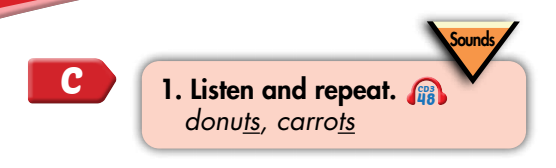 Sounds
C
1. Listen and repeat. CD3 48
donuts, carrots